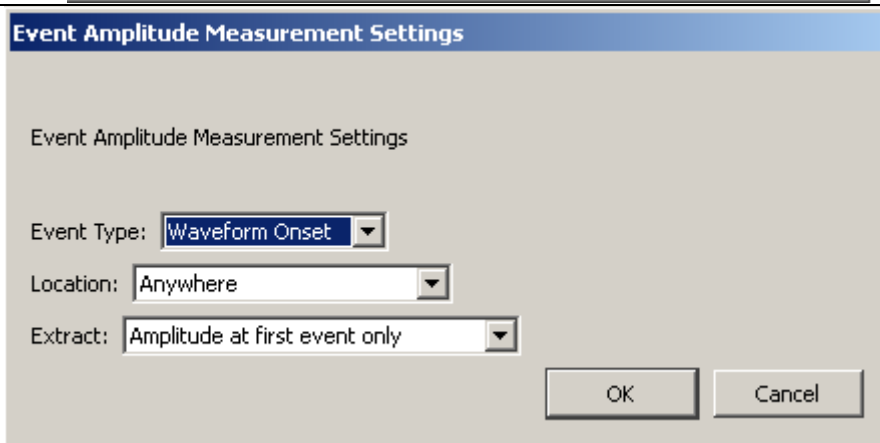 Event Amplitude Measurement Settings
Event Amplitude Measurement Settings
Event Type: Waveform Onset
Location: Anywhere
Extract: Amplitude at first event only
OK Cancel